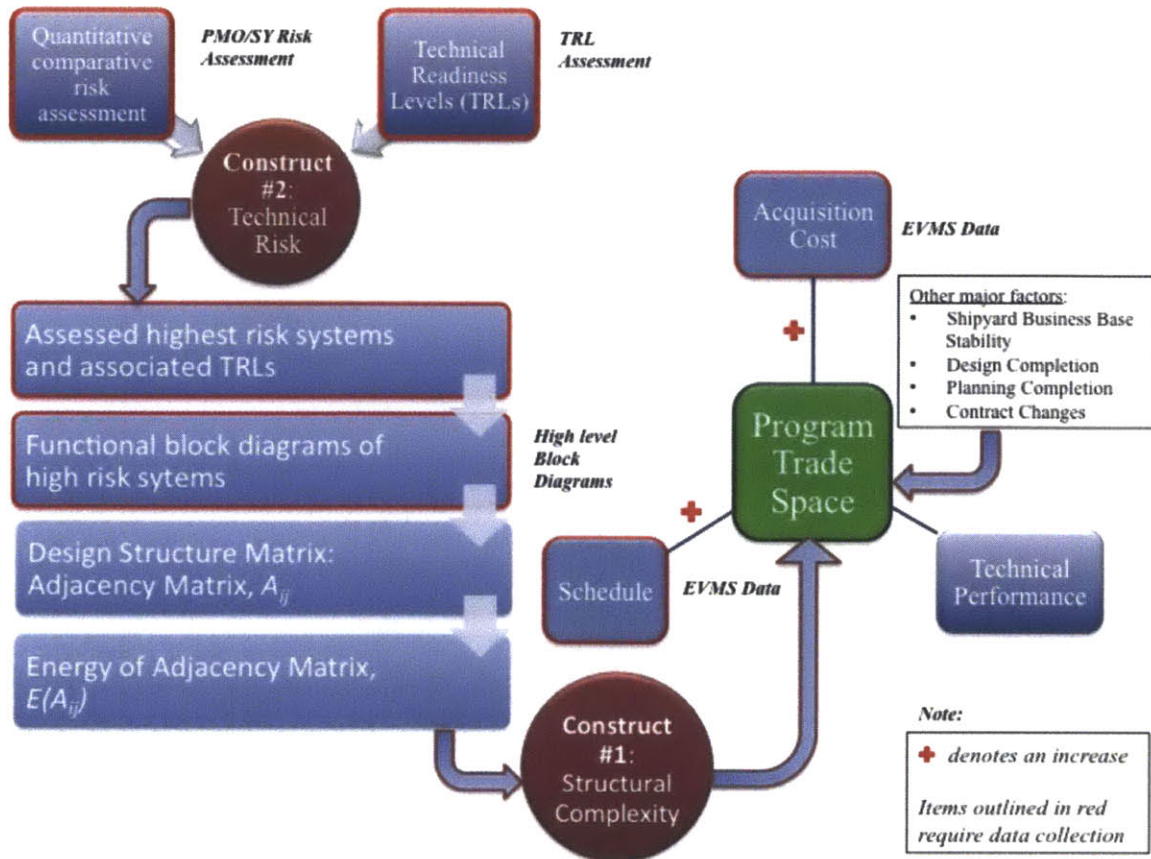 Quantitative
comparative
risk
assessment
PMO/SY Risk
Assessment
Technical
Readiness
Levels (TRLs)
TRL
Assessment
Construct
#2:
Technical
Risk
Assessed highest risk systems
and associated TRLs
Functional block diagrams of
high risk sytems
High level
Block
Diagrams
Design Structure Matrix:
Adjacency Matrix, A_ij
Energy of Adjacency Matrix,
E(A_ij)
Construct
#1:
Structural
Complexity
Acquisition
Cost
EVMS Data
Other major factors:
• Shipyard Business Base
Stability
• Design Completion
• Planning Completion
• Contract Changes
Program
Trade
Space
Schedule
EVMS Data
Technical
Performance
Note:
+ denotes an increase
Items outlined in red
require data collection